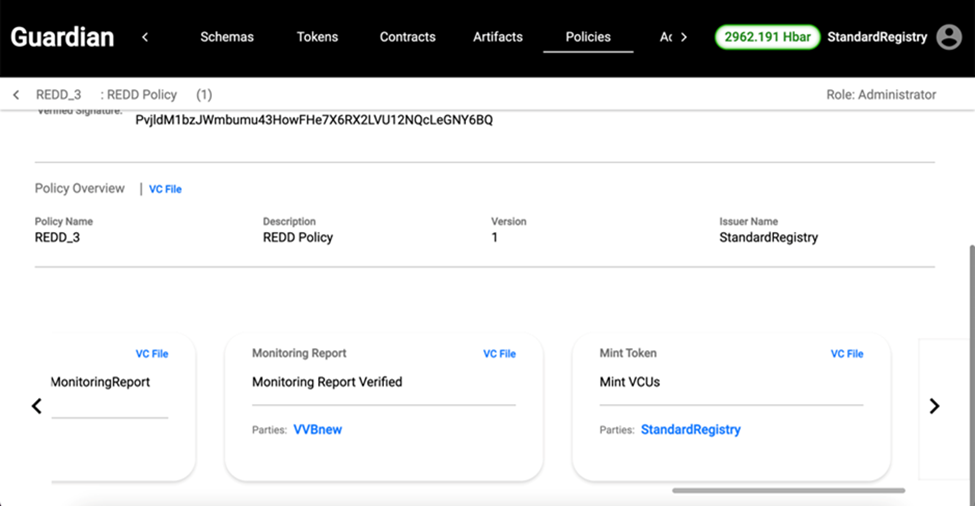 Guardian
Schemas Tokens Contracts Artifacts Policies
2962.191 Hbar StandardRegistry
REDD_3 : REDD Policy (1) Role: Administrator
Verified Signature:
PvjldM1bzJWmbumu43HowFHe7X6RX2LVU12NQcLeGNY6BQ
Policy Overview | VC File
Policy Name Description Version Issuer Name
REDD_3 REDD Policy 1 StandardRegistry
VC File Monitoring Report VC File Mint Token VC File
MonitoringReport Monitoring Report Verified Mint VCUs
Parties: VVBnew Parties: StandardRegistry